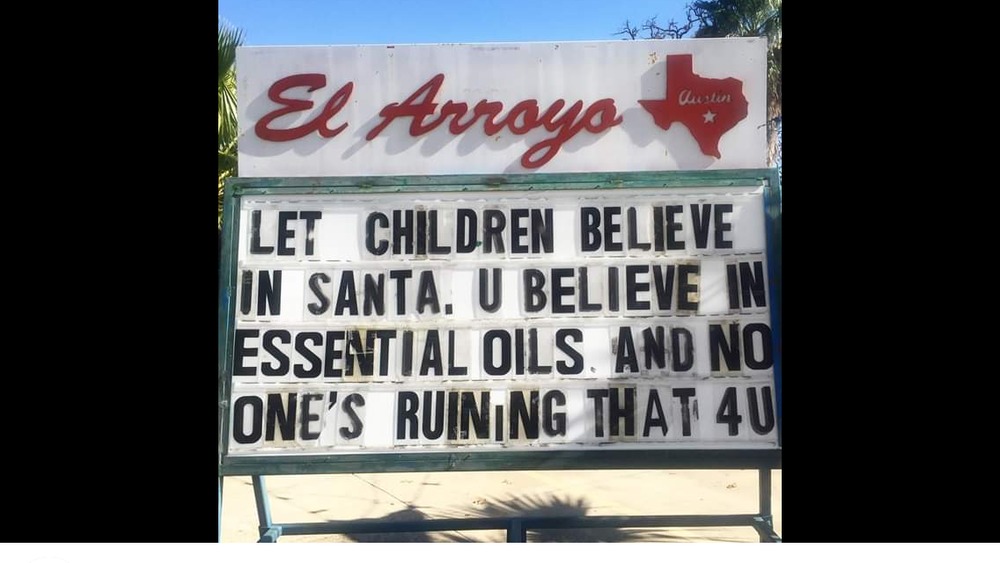 El Arroyo
Austin
LET CHILDREN BELIEVE
IN SANTA. U BELIEVE IN
ESSENTIAL OILS. AND NO
ONE'S RUINING THAT 4U